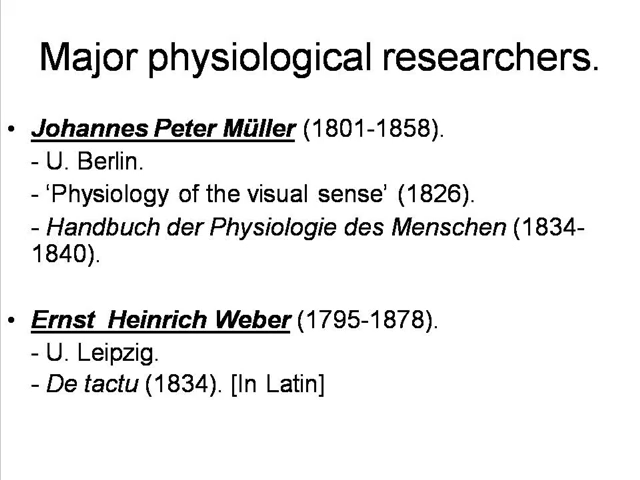 Major physiological researchers.
• Johannes Peter Müller (1801-1858).
- U. Berlin.
- ‘Physiology of the visual sense’ (1826).
- Handbuch der Physiologie des Menschen (1834-
1840).
• Ernst Heinrich Weber (1795-1878).
- U. Leipzig.
- De tactu (1834). [In Latin]